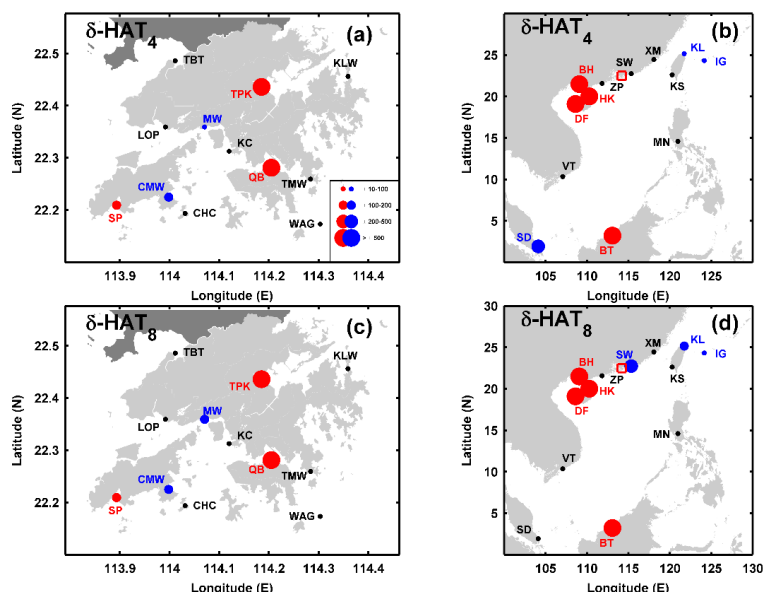 δ-HAT4
(a)
22.5
22.4
22.3
22.2
Latitude (N)
TBT
KLW
TPK
MW
LOP
KC
QB
TMW
CMW
SP
CHC
WAG
10-100
100-200
200-500
> 500
113.9 114 114.1 114.2 114.3 114.4
Longitude (E)
δ-HAT4
(b)
25
20
15
10
5
Latitude (N)
XM
KL
IG
SW
BH
ZP
KS
HK
DF
MN
VT
SD
BT
105 110 115 120 125
Longitude (E)
δ-HAT8
(c)
22.5
22.4
22.3
22.2
Latitude (N)
TBT
KLW
TPK
MW
LOP
KC
QB
TMW
CMW
SP
CHC
WAG
113.9 114 114.1 114.2 114.3 114.4
Longitude (E)
δ-HAT8
(d)
30
25
20
15
10
5
Latitude (N)
XM
KL
IG
SW
BH
ZP
KS
HK
DF
MN
VT
SD
BT
105 110 115 120 125 130
Longitude (E)